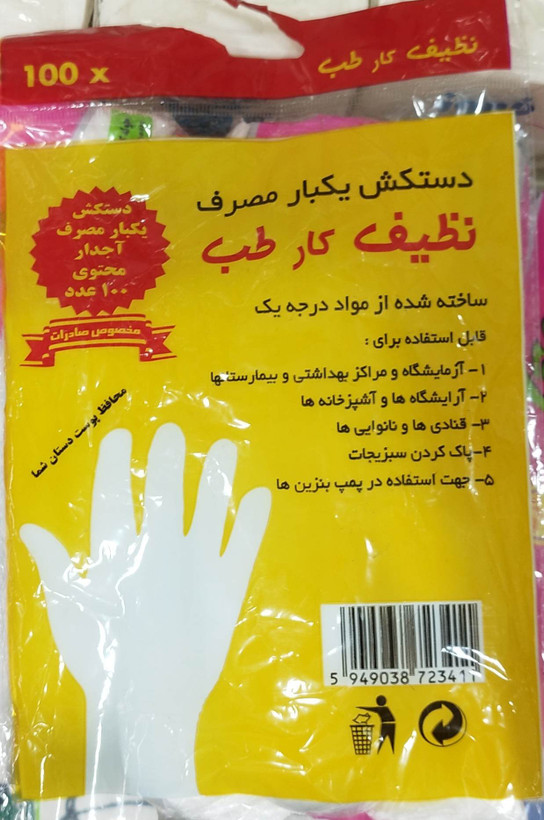 100 x
نظیف کار طب
دستکش یکبار مصرف
نظیف کار طب
دستکش
یکبار مصرف
آجدار
محتوی
۱۰۰ عدد
مخصوص صادرات
ساخته شده از مواد درجه یک
قابل استفاده برای :
۱- آزمایشگاه و مراکز بهداشتی و بیمارستانها
۲- آرایشگاه ها و آشپزخانه ها
۳- قنادی ها و نانوایی ها
۴- پاک کردن سبزیجات
۵- جهت استفاده در پمپ بنزین ها
محافظ پوست دستان شما
5 949038 723411